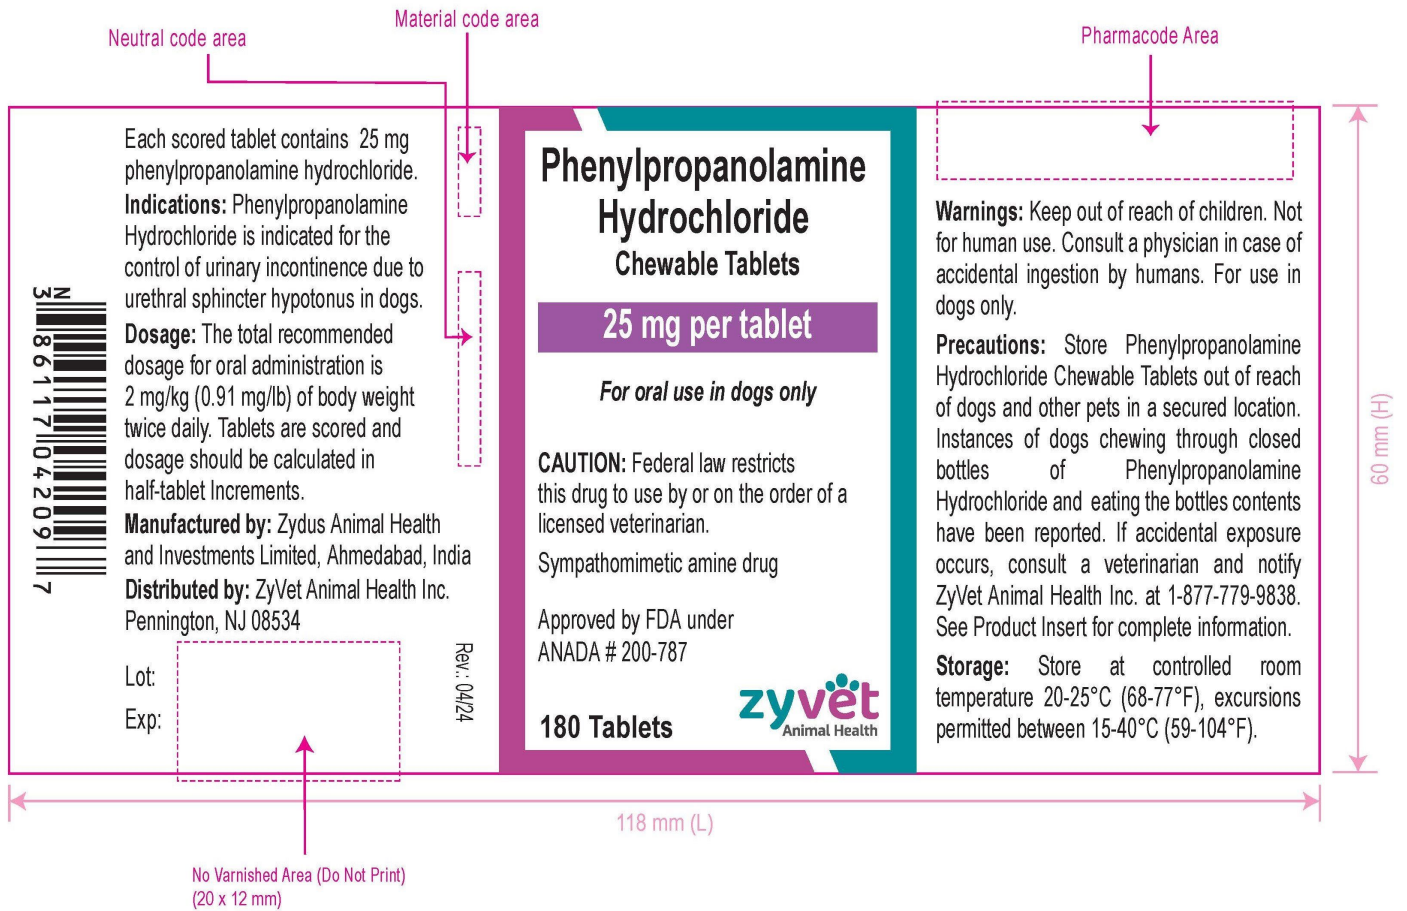 Neutral code area
Material code area
Pharmacode Area
N
3 86117 04209 7
Each scored tablet contains 25 mg
phenylpropanolamine hydrochloride.
Indications: Phenylpropanolamine
Hydrochloride is indicated for the
control of urinary incontinence due to
urethral sphincter hypotonus in dogs.
Dosage: The total recommended
dosage for oral administration is
2 mg/kg (0.91 mg/lb) of body weight
twice daily. Tablets are scored and
dosage should be calculated in
half-tablet Increments.
Manufactured by: Zydus Animal Health
and Investments Limited, Ahmedabad, India
Distributed by: ZyVet Animal Health Inc.
Pennington, NJ 08534
Lot:
Exp:
Rev.: 04/24
Phenylpropanolamine
Hydrochloride
Chewable Tablets
25 mg per tablet
For oral use in dogs only
CAUTION: Federal law restricts
this drug to use by or on the order of a
licensed veterinarian.
Sympathomimetic amine drug
Approved by FDA under
ANADA # 200-787
180 Tablets
zyvet
Animal Health
Warnings: Keep out of reach of children. Not
for human use. Consult a physician in case of
accidental ingestion by humans. For use in
dogs only.
Precautions: Store Phenylpropanolamine
Hydrochloride Chewable Tablets out of reach
of dogs and other pets in a secured location.
Instances of dogs chewing through closed
bottles of Phenylpropanolamine
Hydrochloride and eating the bottles contents
have been reported. If accidental exposure
occurs, consult a veterinarian and notify
ZyVet Animal Health Inc. at 1-877-779-9838.
See Product Insert for complete information.
Storage: Store at controlled room
temperature 20-25°C (68-77°F), excursions
permitted between 15-40°C (59-104°F).
60 mm (H)
118 mm (L)
No Varnished Area (Do Not Print)
(20 x 12 mm)